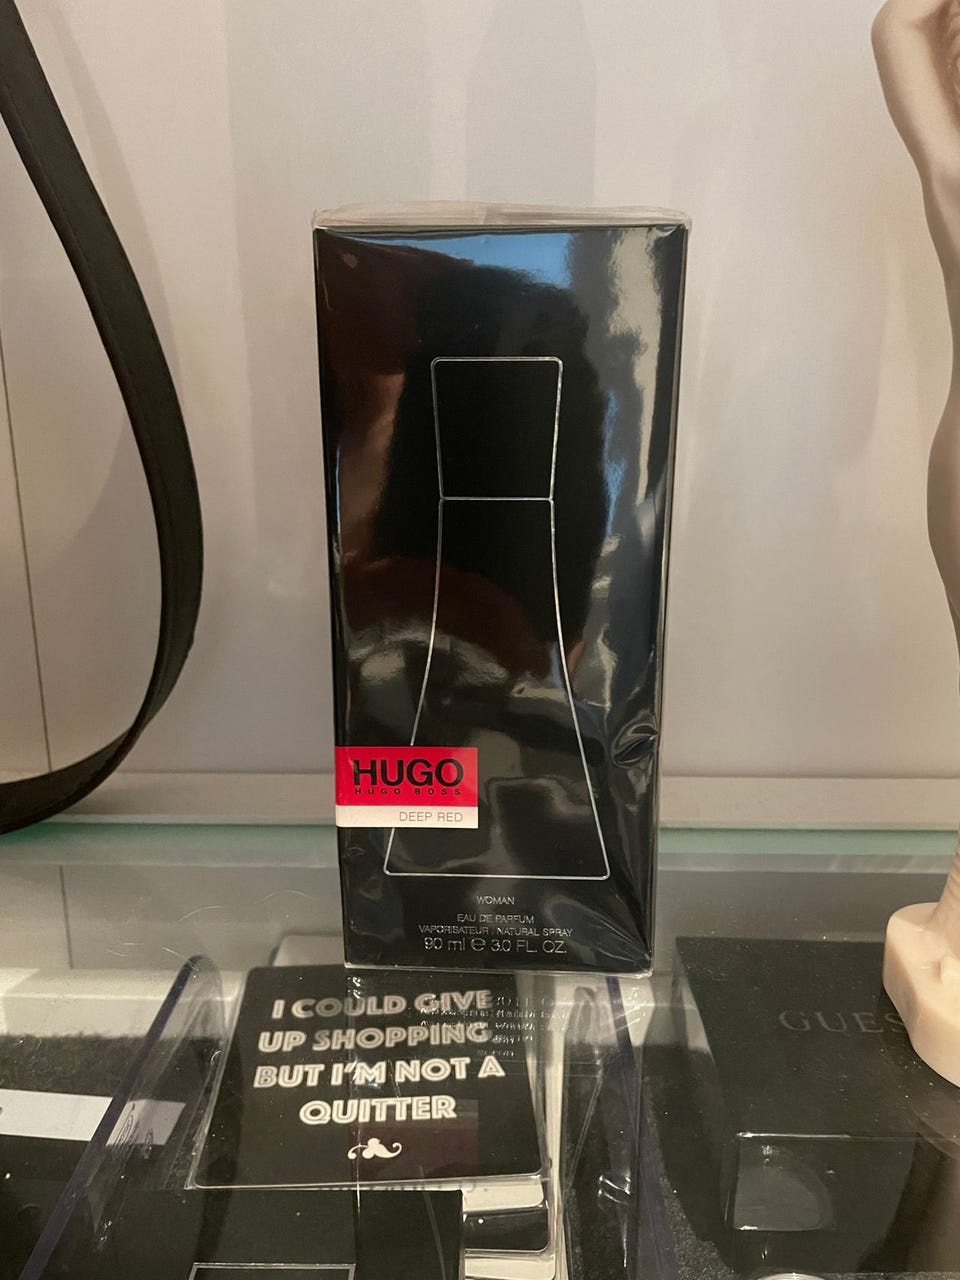 HUGO
HUGO BOSS
DEEP RED
WOMAN
EAU DE PARFUM
VAPORISATEUR . NATURAL SPRAY
90 ml ℮ 3.0 FL. OZ.
I COULD GIVE
UP SHOPPING
BUT I'M NOT A
QUITTER
GUES